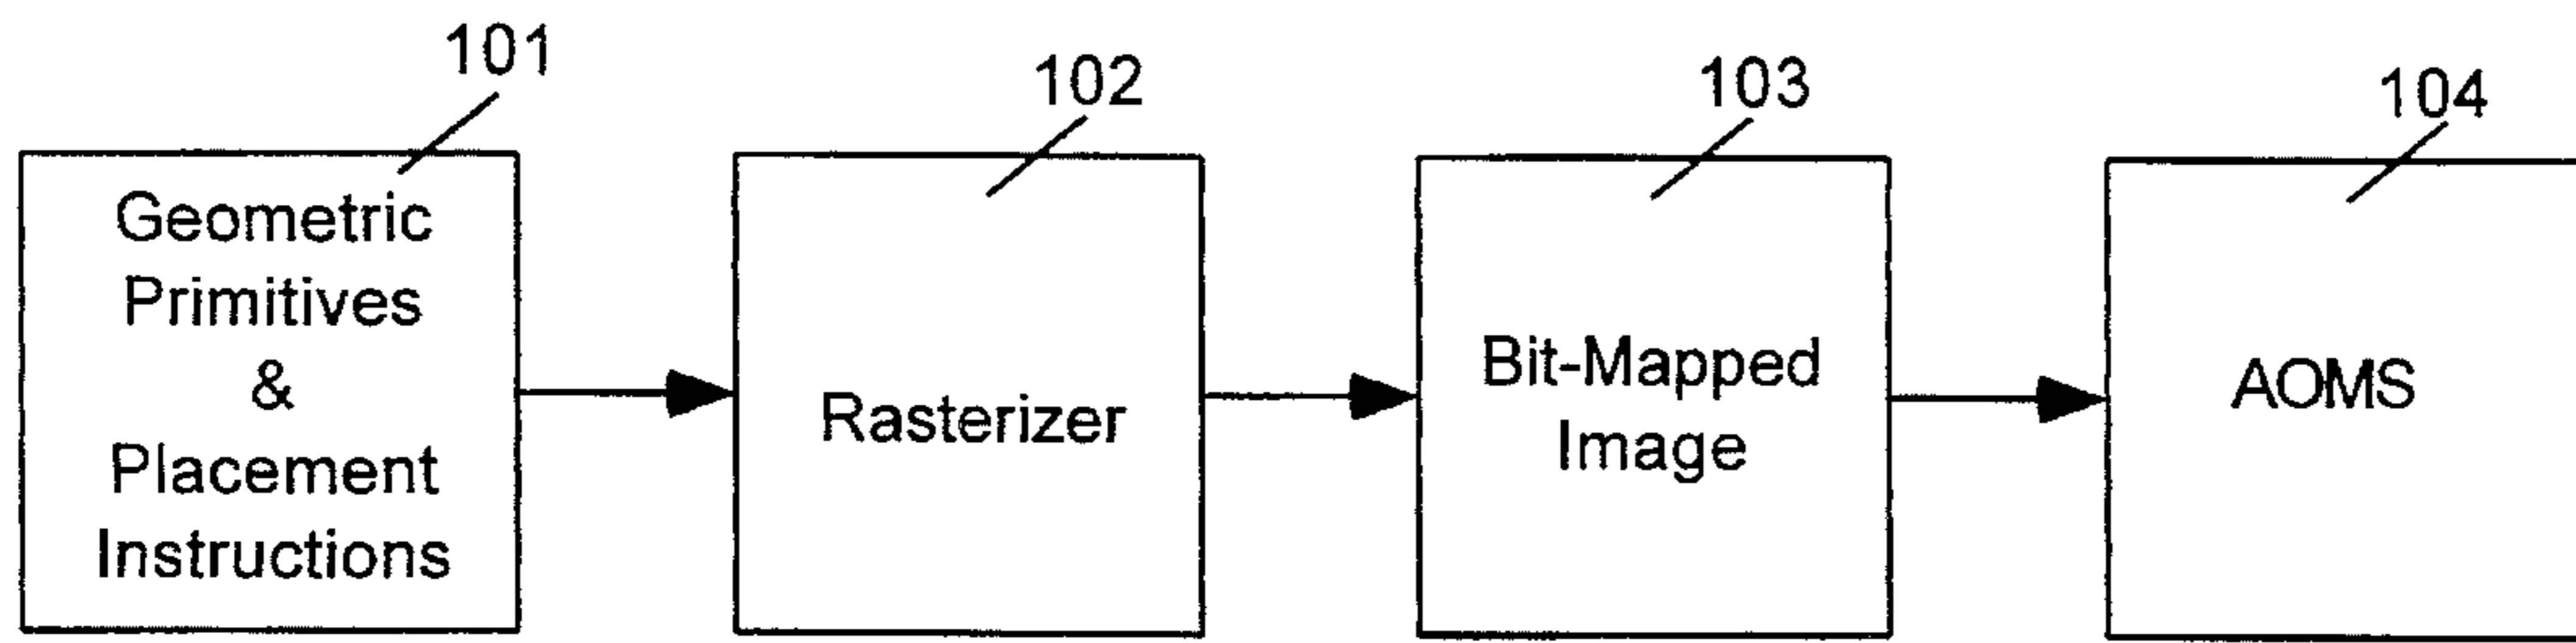 101
102
103
104
Geometric
Primitives
&
Placement
Instructions
Rasterizer
Bit-Mapped
Image
AOMS